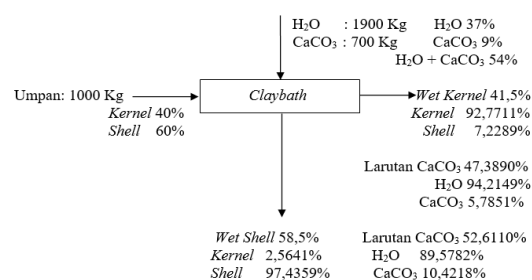 H₂O : 1900 Kg H₂O 37%
CaCO₃ : 700 Kg CaCO₃ 9%
H₂O + CaCO₃ 54%
Umpan: 1000 Kg Claybath Wet Kernel 41,5%
Kernel 40% Kernel 92,7711%
Shell 60% Shell 7,2289%
Larutan CaCO₃ 47,3890%
H₂O 94,2149%
CaCO₃ 5,7851%
Wet Shell 58,5% Larutan CaCO₃ 52,6110%
Kernel 2,5641% H₂O 89,5782%
Shell 97,4359% CaCO₃ 10,4218%